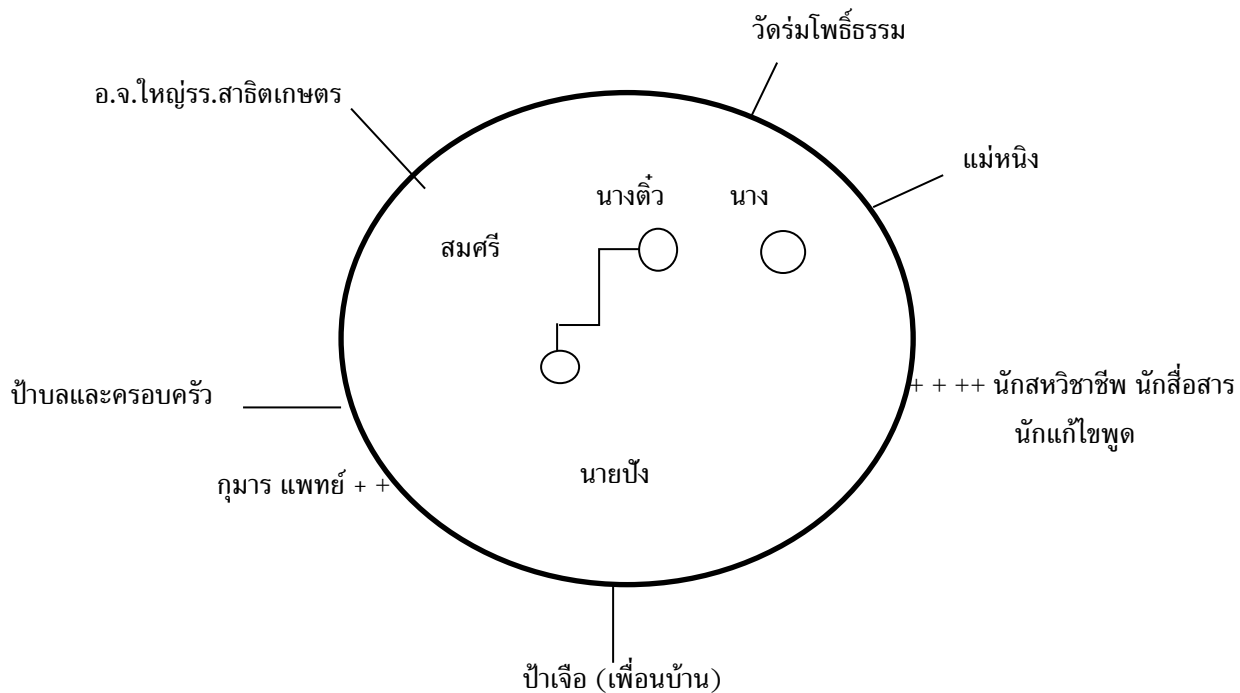 วัดร่มโพธิ์ธรรม
อ.จ.ใหญ่รร.สาธิตเกษตร
แม่หนิง
นางติ๋ว นาง
สมศรี
ป้าบลและครอบครัว
+ + ++ นักสหวิชาชีพ นักสื่อสาร
นักแก้ไขพูด
นายปัง
กุมาร แพทย์ + +
ป้าเจือ (เพื่อนบ้าน)